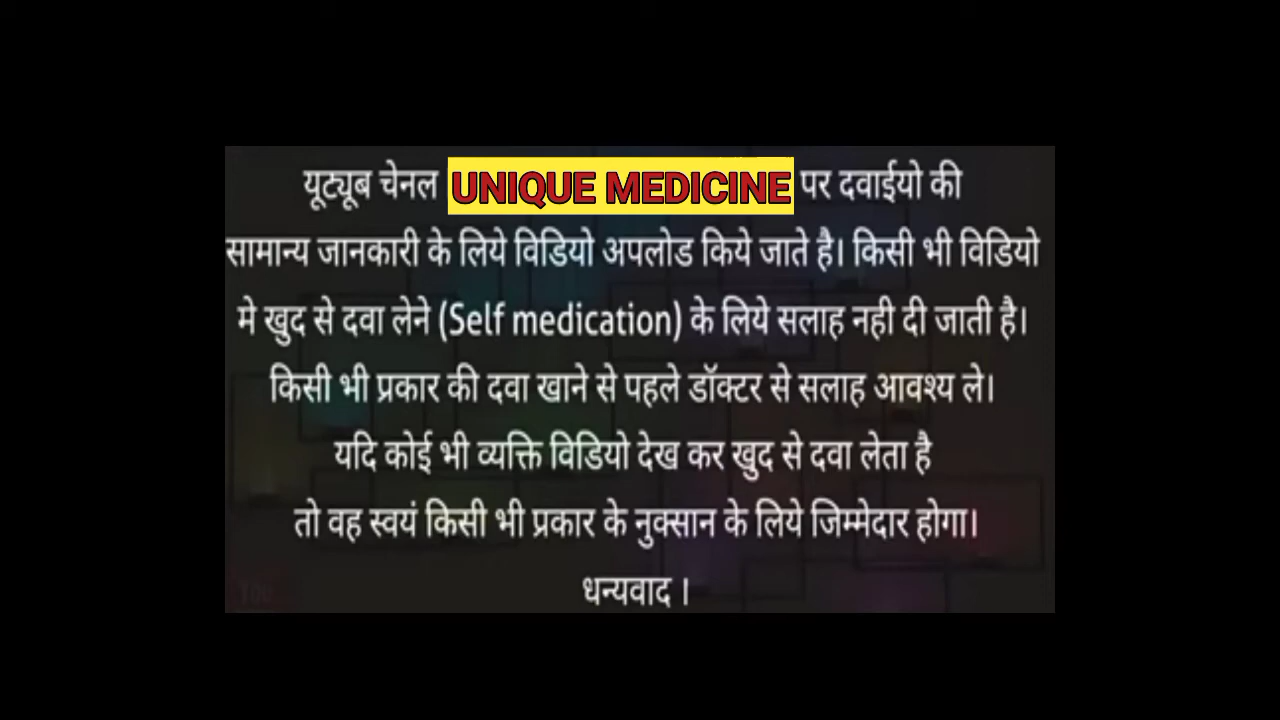 यूट्यूब चेनल UNIQUE MEDICINE पर दवाईयो की
सामान्य जानकारी के लिये विडियो अपलोड किये जाते है। किसी भी विडियो
मे खुद से दवा लेने (Self medication) के लिये सलाह नही दी जाती है।
किसी भी प्रकार की दवा खाने से पहले डॉक्टर से सलाह आवश्य ले।
यदि कोई भी व्यक्ति विडियो देख कर खुद से दवा लेता है
तो वह स्वयं किसी भी प्रकार के नुक्सान के लिये जिम्मेदार होगा।
धन्यवाद ।